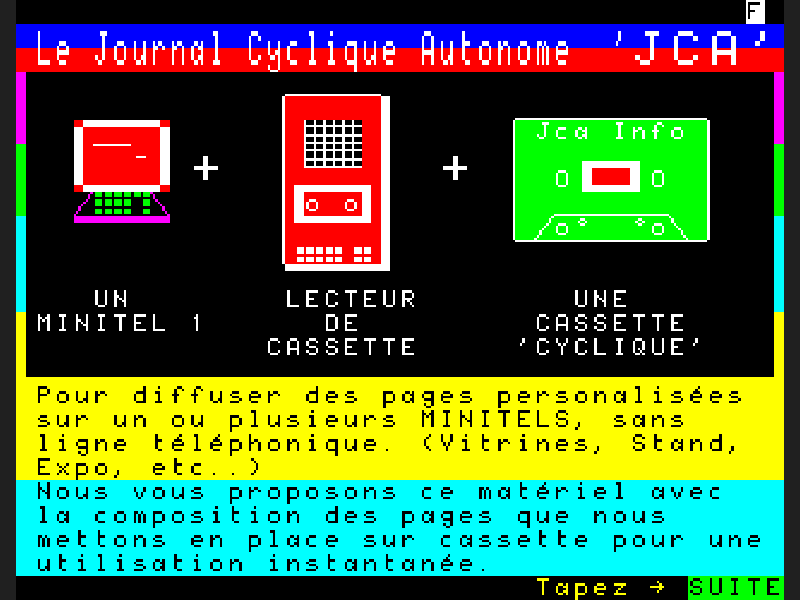 F
Le Journal Cyclique Autonome 'JCA'
Jca Info
+ +
UN LECTEUR UNE
MINITEL 1 DE CASSETTE
CASSETTE 'CYCLIQUE'
Pour diffuser des pages personalisées
sur un ou plusieurs MINITELS, sans
ligne téléphonique. (Vitrines, Stand,
Expo, etc..)
Nous vous proposons ce matériel avec
la composition des pages que nous
mettons en place sur cassette pour une
utilisation instantanée.
Tapez → SUITE